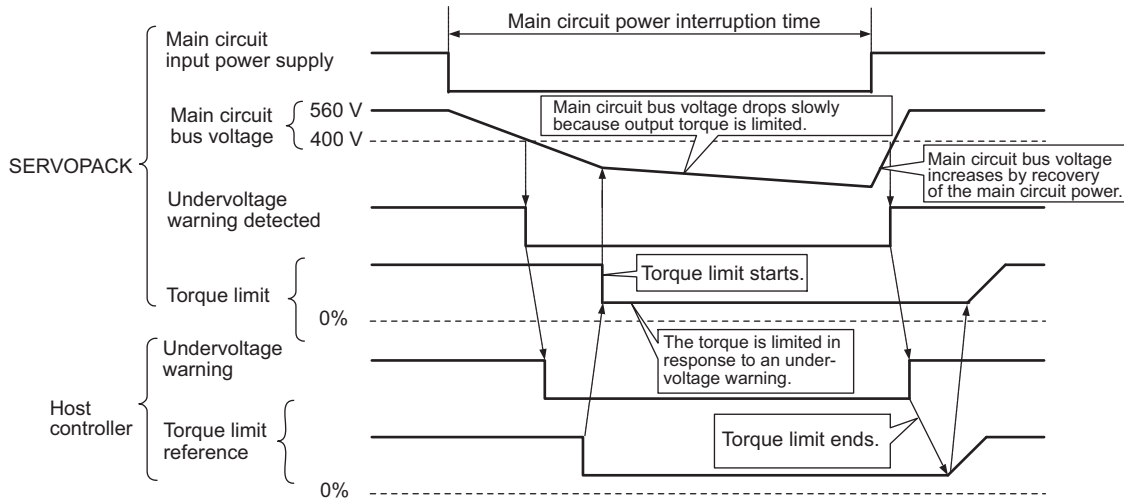 Main circuit power interruption time
Main circuit
input power supply
Main circuit
bus voltage
560 V
400 V
Main circuit bus voltage drops slowly
because output torque is limited.
Main circuit bus voltage
increases by recovery
of the main circuit power.
SERVOPACK
Undervoltage
warning detected
Torque limit starts.
Torque limit
0%
The torque is limited in
response to an under-
voltage warning.
Undervoltage
warning
Host
controller
Torque limit
reference
Torque limit ends.
0%